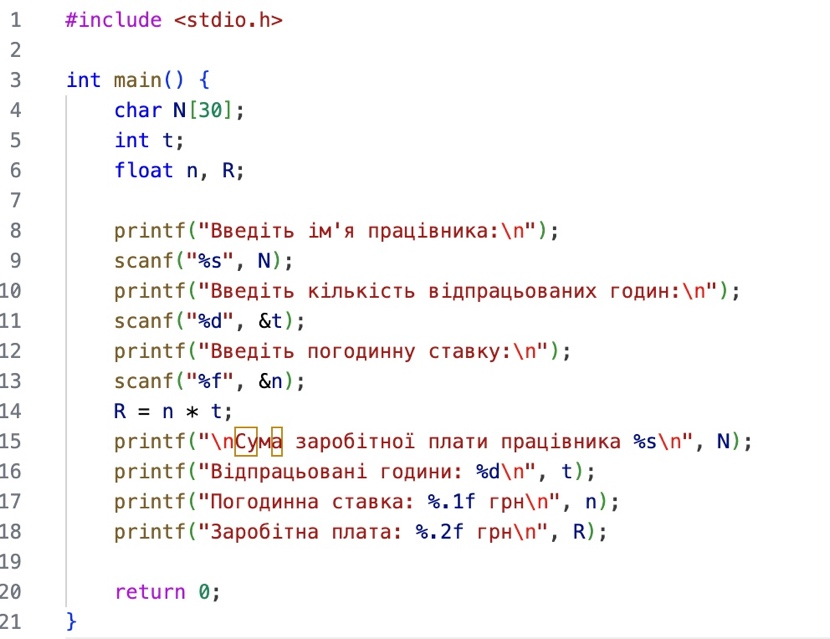 1 #include <stdio.h>
2
3 int main() {
4     char N[30];
5     int t;
6     float n, R;
7
8     printf("Введіть ім'я працівника:\n");
9     scanf("%s", N);
10     printf("Введіть кількість відпрацьованих годин:\n");
11     scanf("%d", &t);
12     printf("Введіть погодинну ставку:\n");
13     scanf("%f", &n);
14     R = n * t;
15     printf("\nСума заробітної плати працівника %s\n", N);
16     printf("Відпрацьовані години: %d\n", t);
17     printf("Погодинна ставка: %.1f грн\n", n);
18     printf("Заробітна плата: %.2f грн\n", R);
19
20     return 0;
21 }